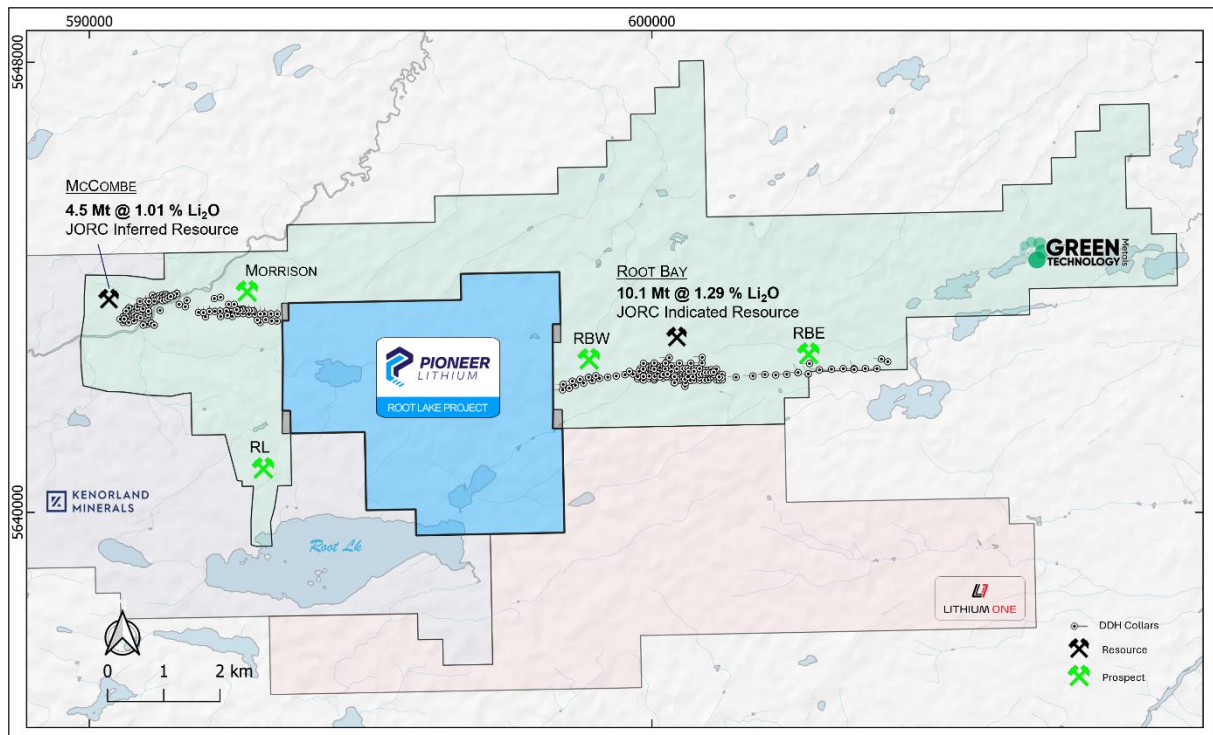 590000
600000
5648000
McCombe
4.5 Mt @ 1.01 % Li₂O
JORC Inferred Resource
Morrison
GREEN
TECHNOLOGY
Metals
Root Bay
10.1 Mt @ 1.29 % Li₂O
JORC Indicated Resource
RBW
RBE
PIONEER
LITHIUM
ROOT LAKE PROJECT
RL
KENORLAND
MINERALS
5640000
Root Lk
LITHIUM ONE
DDH Collars
Resource
Prospect
0 1 2 km